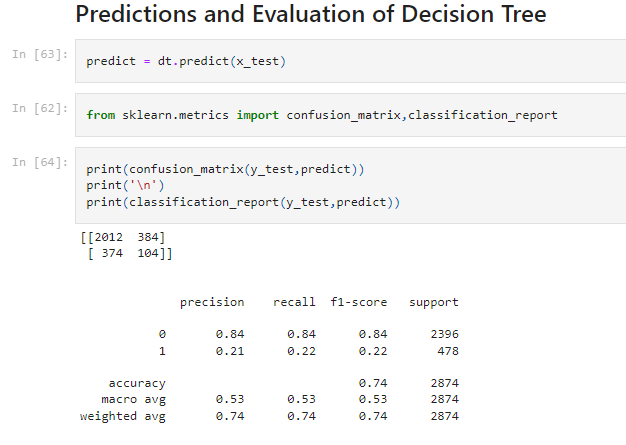 Predictions and Evaluation of Decision Tree
In [63]: predict = dt.predict(x_test)
In [62]: from sklearn.metrics import confusion_matrix,classification_report
In [64]: print(confusion_matrix(y_test,predict))
print('\n')
print(classification_report(y_test,predict))
[[2012 384]
[ 374 104]]
precision recall f1-score support
0 0.84 0.84 0.84 2396
1 0.21 0.22 0.22 478
accuracy 0.74 2874
macro avg 0.53 0.53 0.53 2874
weighted avg 0.74 0.74 0.74 2874